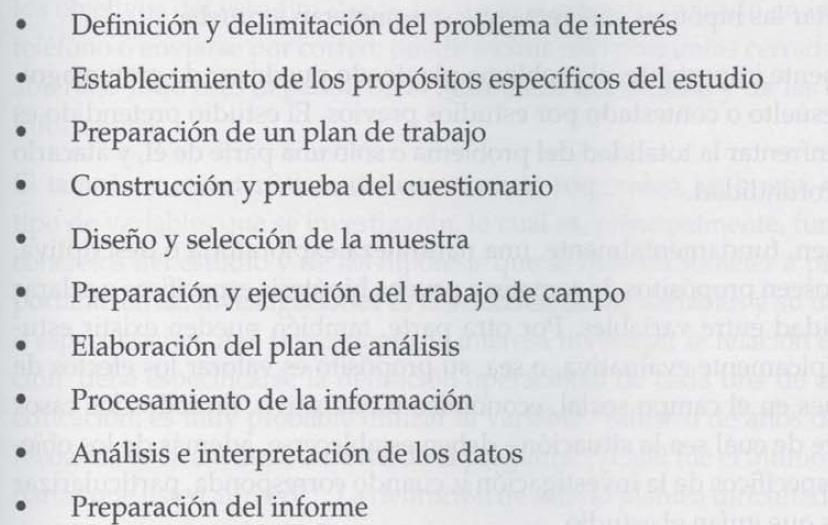 • Definición y delimitación del problema de interés
• Establecimiento de los propósitos específicos del estudio
• Preparación de un plan de trabajo
• Construcción y prueba del cuestionario
• Diseño y selección de la muestra
• Preparación y ejecución del trabajo de campo
• Elaboración del plan de análisis
• Procesamiento de la información
• Análisis e interpretación de los datos
• Preparación del informe